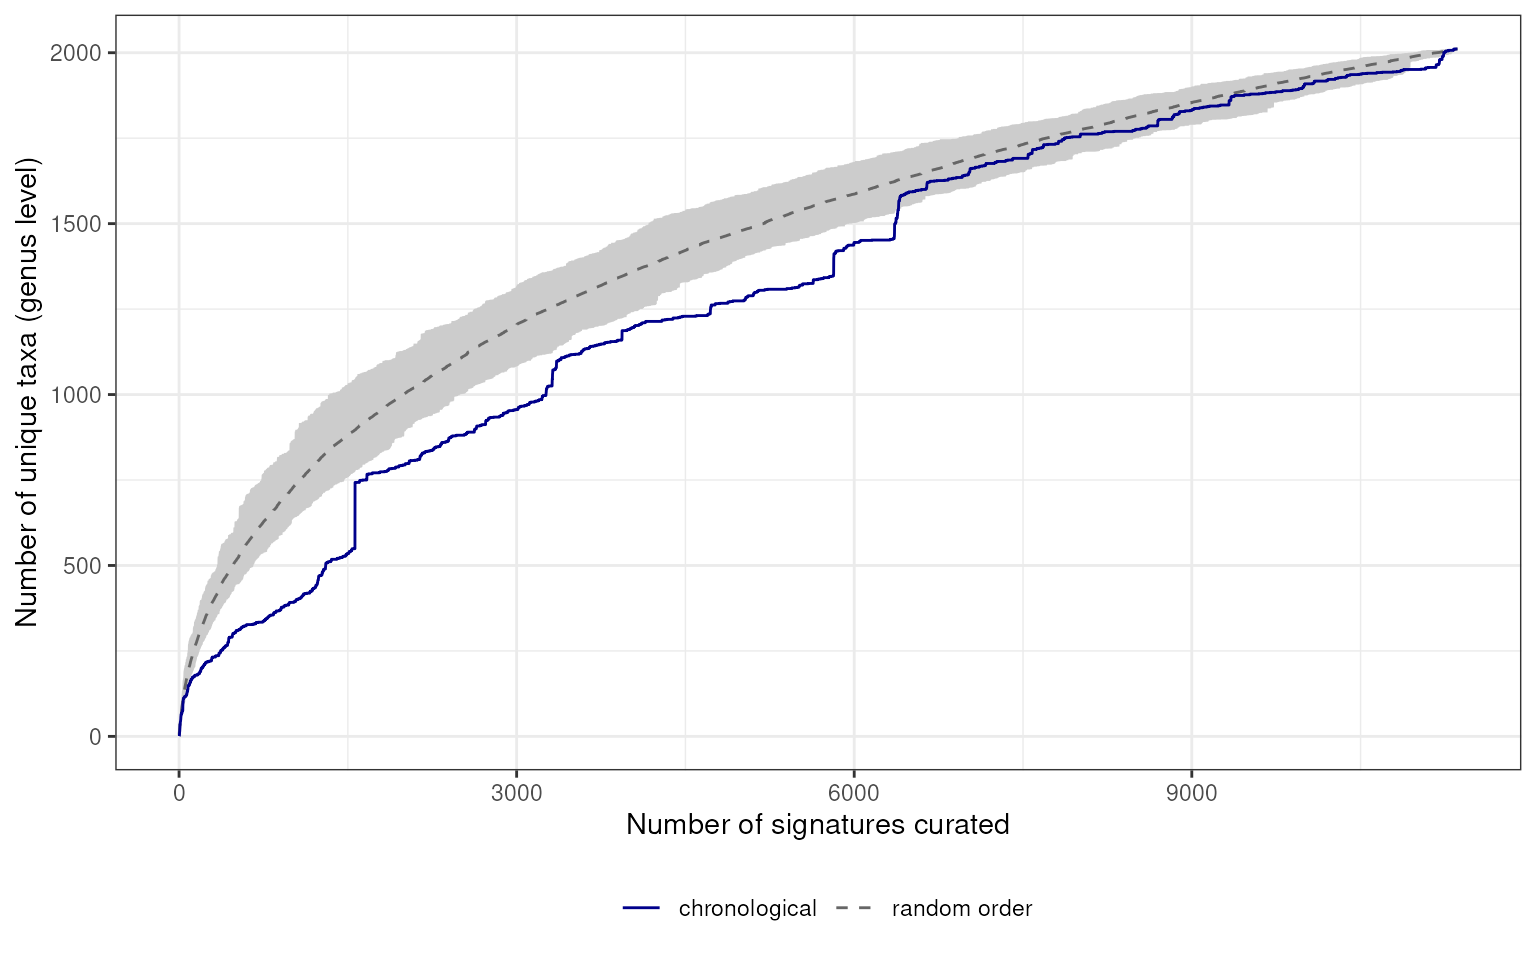 Number of unique taxa (genus level)
2000
1500
1000
500
0
0 3000 6000 9000
Number of signatures curated
chronological random order